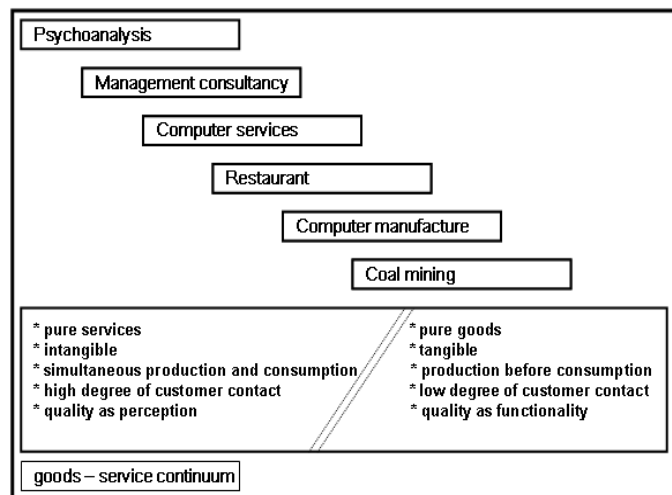 Psychoanalysis
Management consultancy
Computer services
Restaurant
Computer manufacture
Coal mining
* pure services
* intangible
* simultaneous production and consumption
* high degree of customer contact
* quality as perception
* pure goods
* tangible
* production before consumption
* low degree of customer contact
* quality as functionality
goods – service continuum